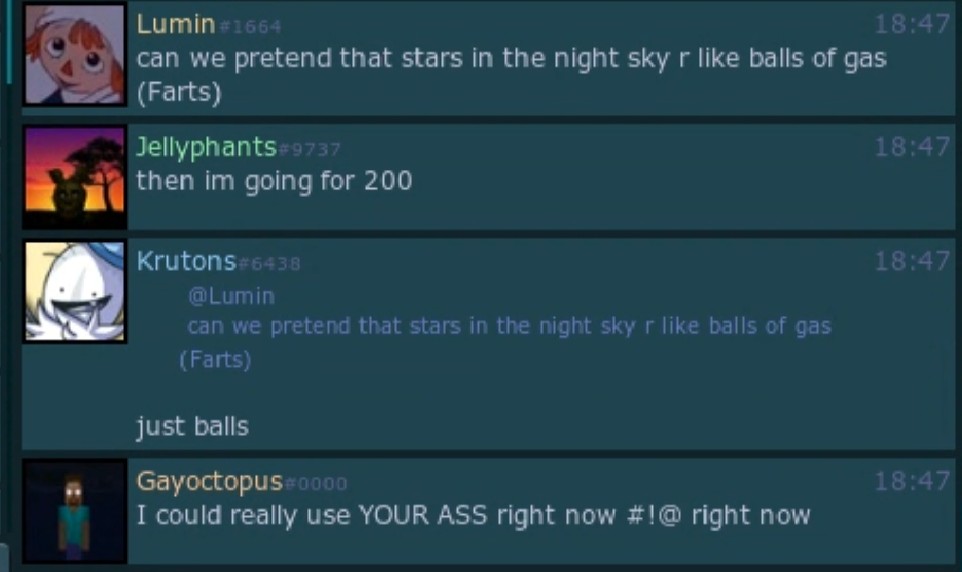 Lumin#1664 18:47
can we pretend that stars in the night sky r like balls of gas
(Farts)
Jellyphants#9737 18:47
then im going for 200
Krutons#6438 18:47
@Lumin
can we pretend that stars in the night sky r like balls of gas
(Farts)
just balls
Gayoctopus#0000 18:47
I could really use YOUR ASS right now #!@ right now